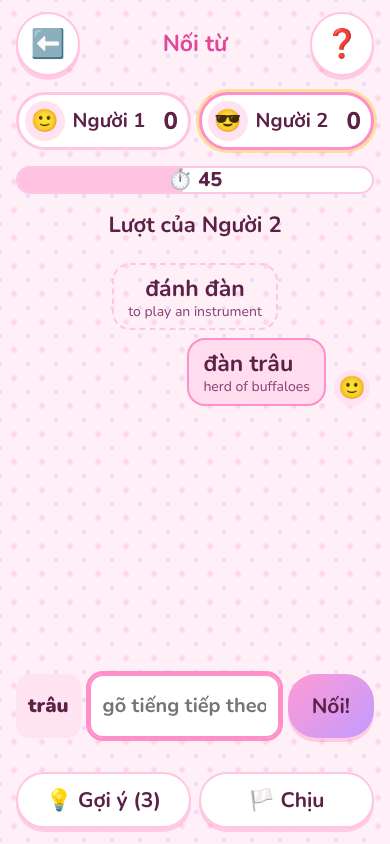 Nối từ
Người 1 0
Người 2 0
45
Lượt của Người 2
đánh đàn
to play an instrument
đàn trâu
herd of buffaloes
trâu
gõ tiếng tiếp theo
Nối!
Gợi ý (3)
Chịu